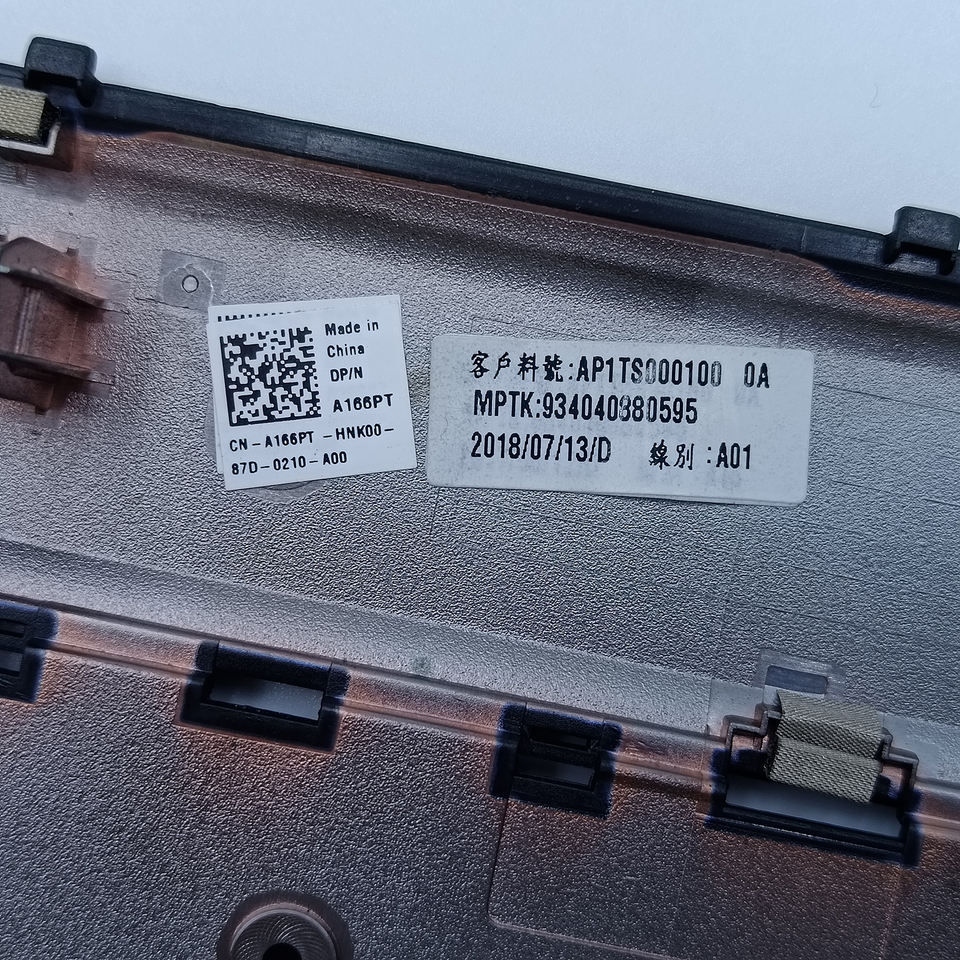 Made in
China
DP/N
A166PT
CN-A166PT-HNK00-
87D-0210-A00
客戶料號:AP1TS000100 0A
MPTK:934040880595
2018/07/13/D 線別:A01